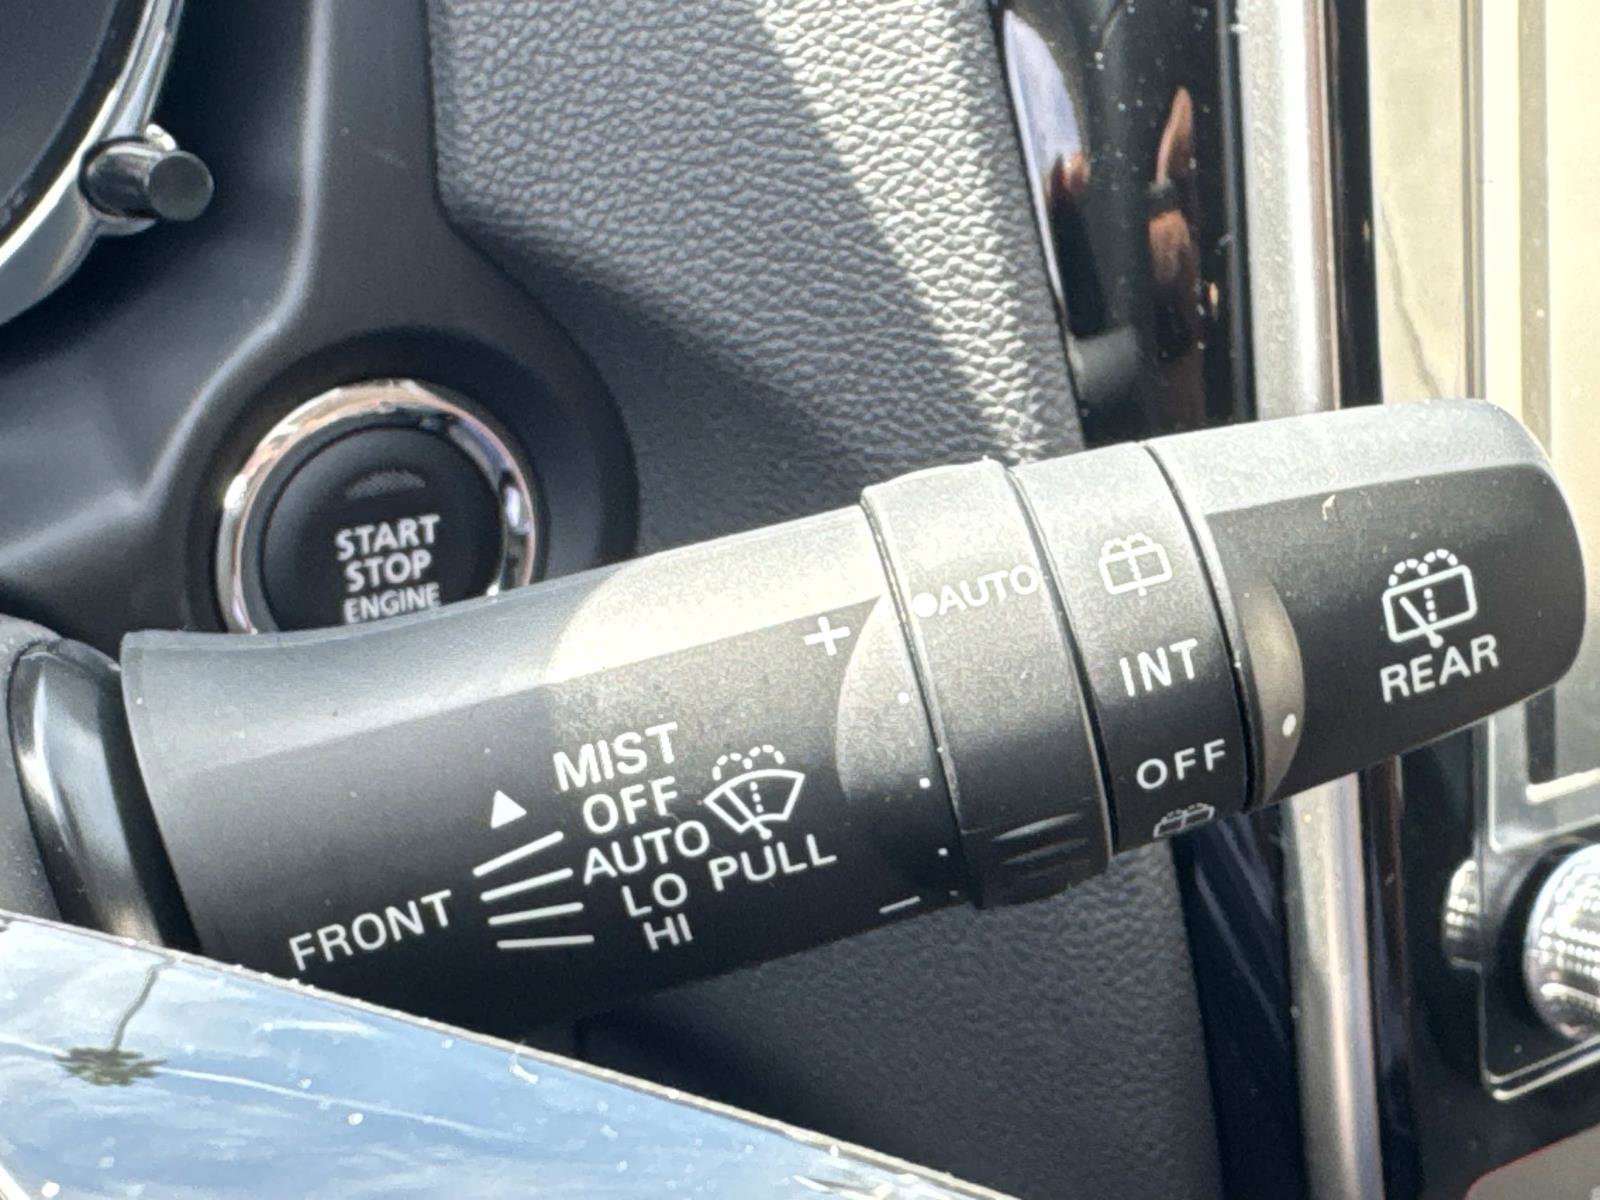 START
STOP
ENGINE
+
●AUTO
INT
OFF
REAR
MIST
OFF
AUTO
LO
HI
PULL
FRONT
−